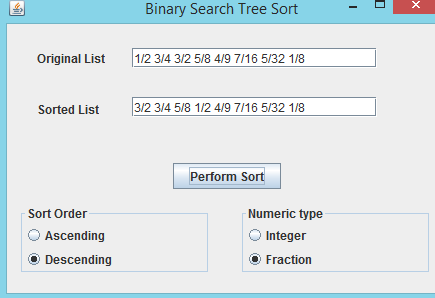 Binary Search Tree Sort
Original List 1/2 3/4 3/2 5/8 4/9 7/16 5/32 1/8
Sorted List 3/2 3/4 5/8 1/2 4/9 7/16 5/32 1/8
Perform Sort
Sort Order
Ascending
Descending
Numeric type
Integer
Fraction